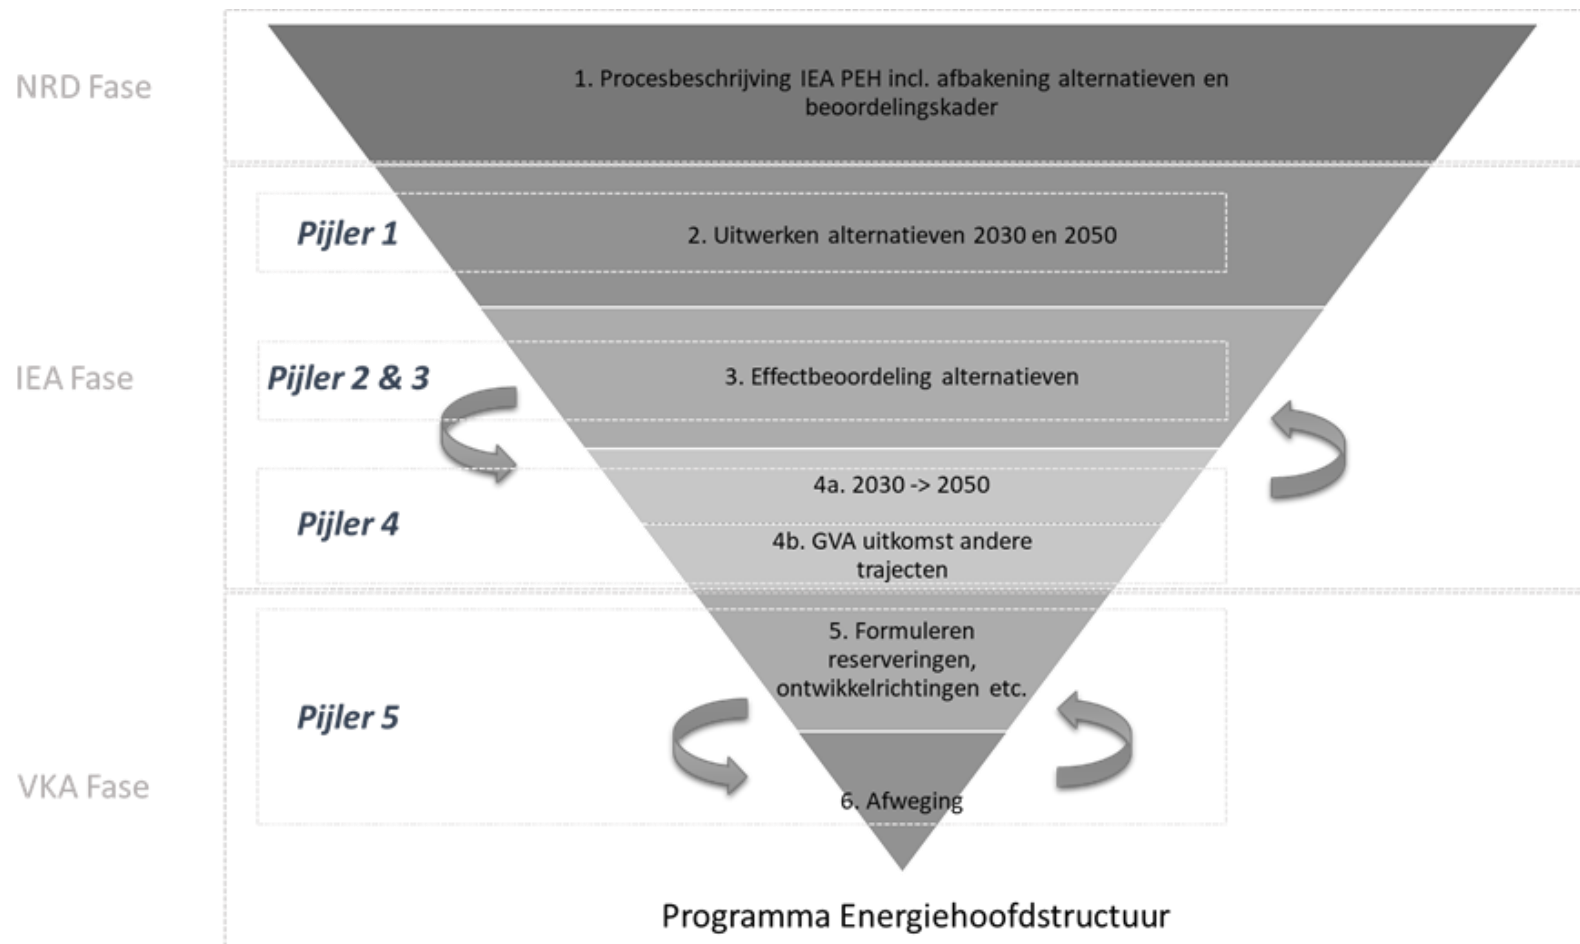 NRD Fase
1. Procesbeschrijving IEA PEH incl. afbakening alternatieven en
beoordelingskader
Pijler 1
2. Uitwerken alternatieven 2030 en 2050
IEA Fase
Pijler 2 & 3
3. Effectbeoordeling alternatieven
Pijler 4
4a. 2030 -> 2050
4b. GVA uitkomst andere
trajecten
5. Formuleren
reserveringen,
ontwikkelrichtingen etc.
Pijler 5
VKA Fase
6. Afweging
Programma Energiehoofdstructuur